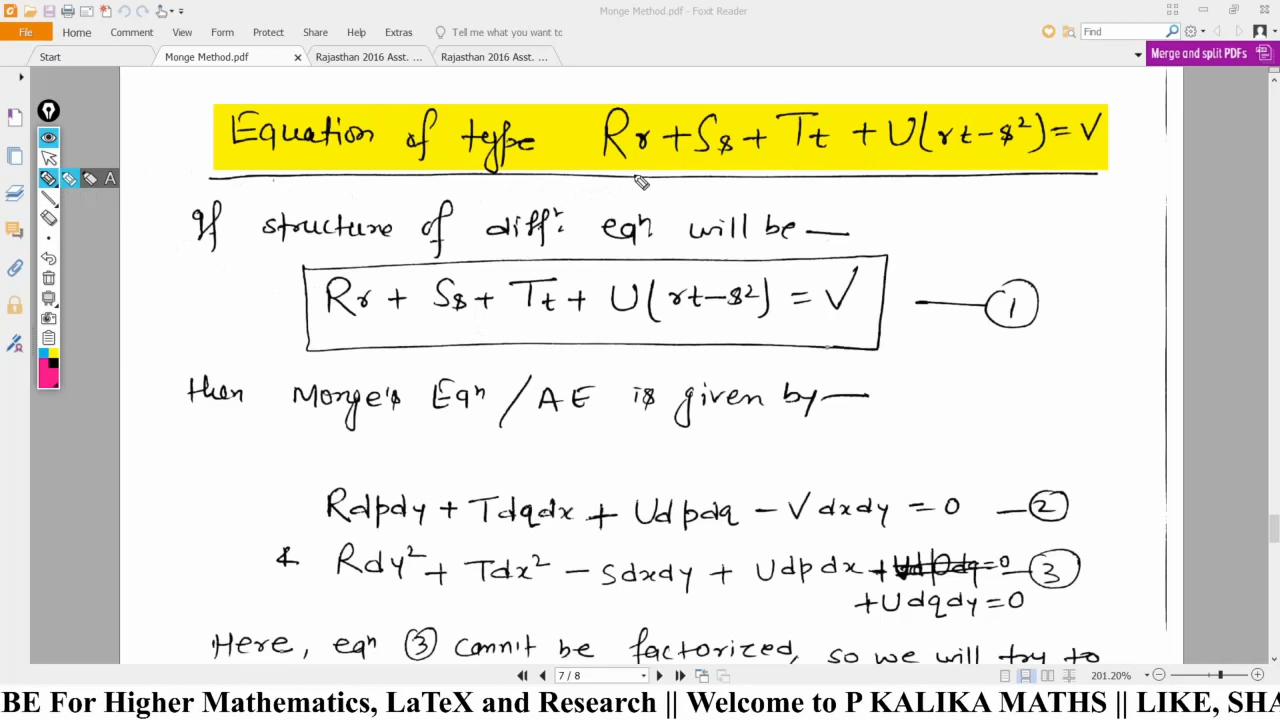 Monge Method.pdf - Foxit Reader
File Home Comment View Form Protect Share Help Extras Tell me what you want to Find
Start Monge Method.pdf × Rajasthan 2016 Asst. ... Rajasthan 2016 Asst. ... Merge and split PDFs
Equation of type Rr + Ss + Tt + U(rt-s²) = V
If structure of diffⁿ. eqⁿ. will be —
Rr + Ss + Tt + U(rt-s²) = V — ①
then Monge's Eqⁿ / AE is given by —
Rdpdy + Tdqdx + Udpdq - Vdxdy = 0 — ②
& Rdy² + Tdx² - Sdxdy + Udpdx — ③
+ Udqdy = 0
Here, eqⁿ ③ cann't be factorized, so we will try to
7 / 8 201.20%
BE For Higher Mathematics, LaTeX and Research || Welcome to P KALIKA MATHS || LIKE, SHA